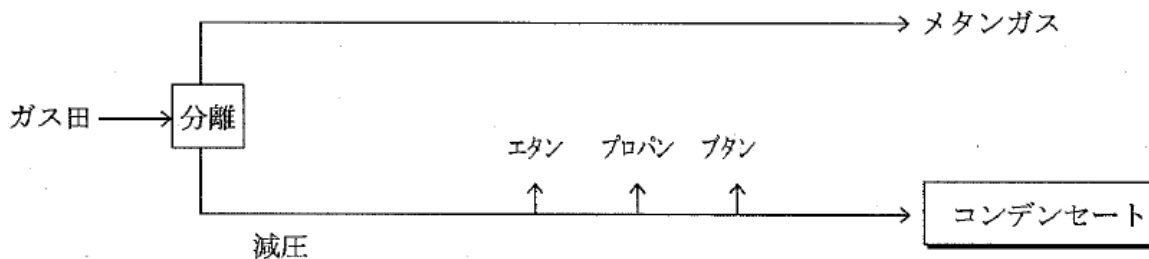 メタンガス
ガス田
分離
エタン
プロパン
ブタン
コンデンセート
減圧